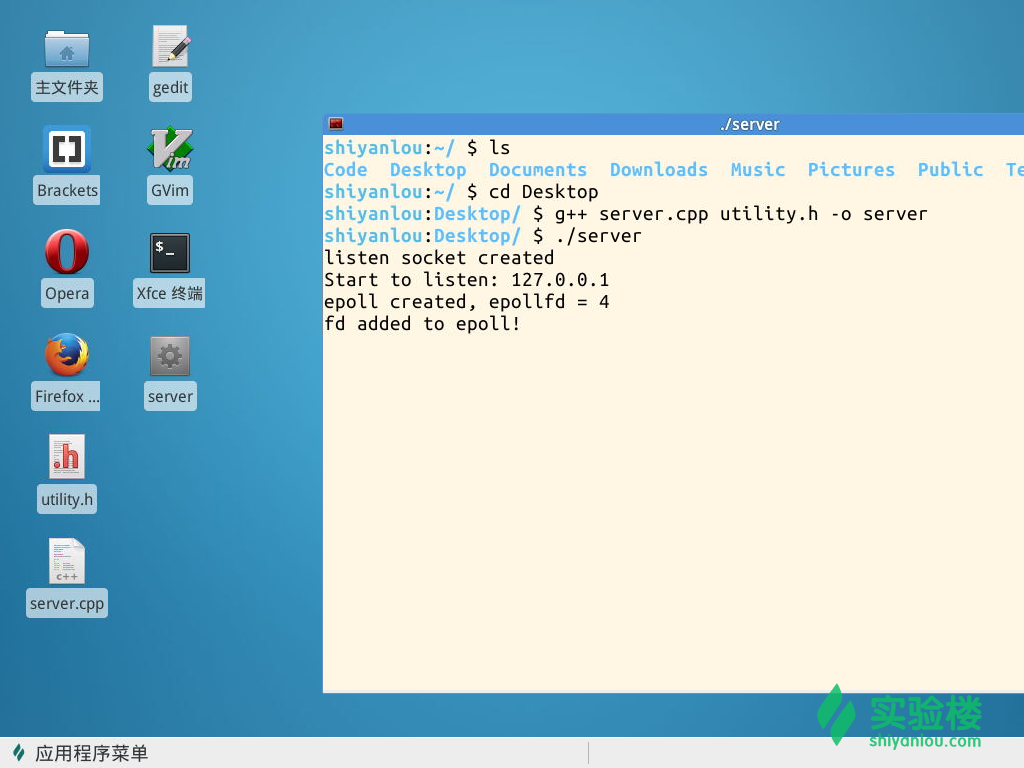 主文件夹
gedit
Brackets
GVim
Opera
Xfce 终端
Firefox ...
server
.h
utility.h
c++
server.cpp
./server
shiyanlou:~/ $ ls
Code Desktop Documents Downloads Music Pictures Public Te
shiyanlou:~/ $ cd Desktop
shiyanlou:Desktop/ $ g++ server.cpp utility.h -o server
shiyanlou:Desktop/ $ ./server
listen socket created
Start to listen: 127.0.0.1
epoll created, epollfd = 4
fd added to epoll!
实验楼
shiyanlou.com
应用程序菜单